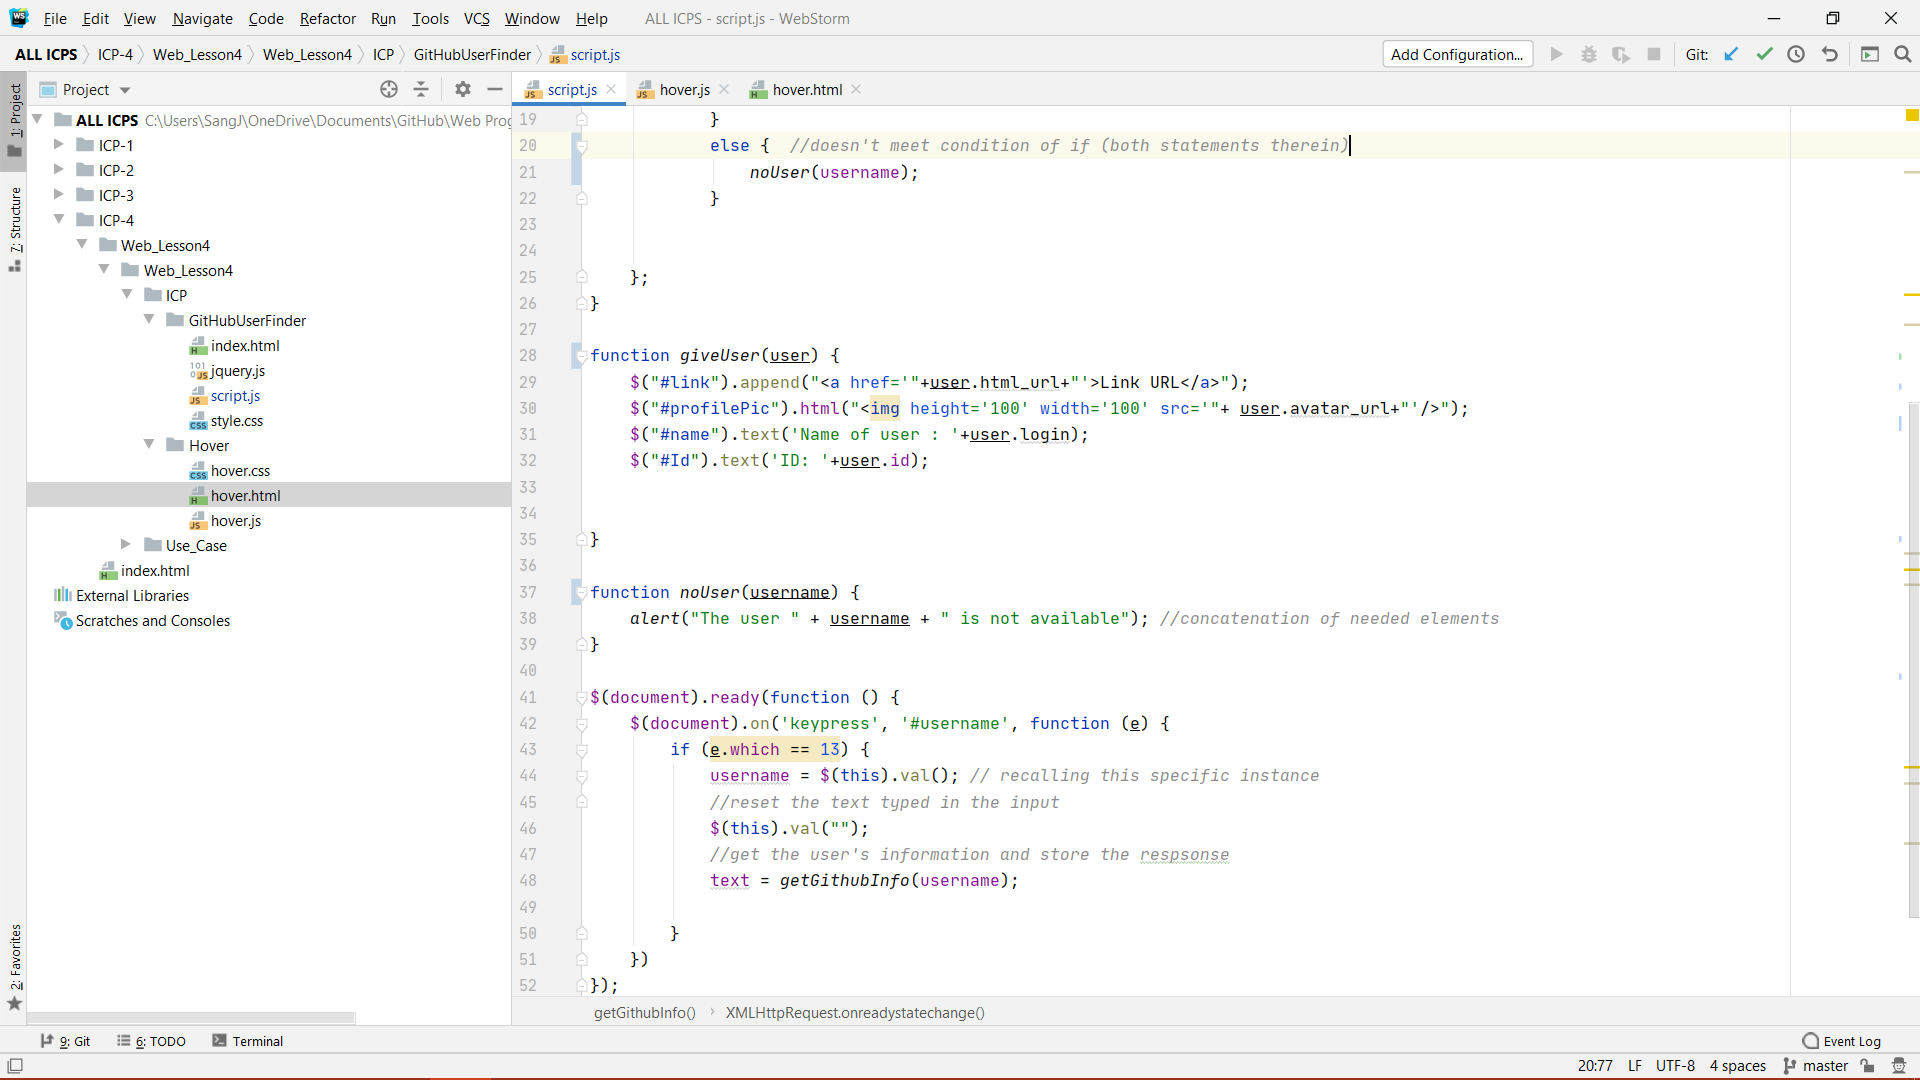 File Edit View Navigate Code Refactor Run Tools VCS Window Help ALL ICPS - script.js - WebStorm
ALL ICPS ICP-4 Web_Lesson4 Web_Lesson4 ICP GitHubUserFinder script.js Add Configuration... Git:
Project script.js hover.js hover.html
1: Project
7: Structure
2: Favorites
ALL ICPS C:\Users\SangJ\OneDrive\Documents\GitHub\Web Prog
ICP-1
ICP-2
ICP-3
ICP-4
Web_Lesson4
Web_Lesson4
ICP
GitHubUserFinder
index.html
jquery.js
script.js
style.css
Hover
hover.css
hover.html
hover.js
Use_Case
index.html
External Libraries
Scratches and Consoles
19 }
20 else { //doesn't meet condition of if (both statements therein)
21 noUser(username);
22 }
23
24
25 };
26 }
27
28 function giveUser(user) {
29 $("#link").append("<a href='"+user.html_url+"'>Link URL</a>");
30 $("#profilePic").html("<img height='100' width='100' src='"+ user.avatar_url+"'/>");
31 $("#name").text('Name of user : '+user.login);
32 $("#Id").text('ID: '+user.id);
33
34
35 }
36
37 function noUser(username) {
38 alert("The user " + username + " is not available"); //concatenation of needed elements
39 }
40
41 $(document).ready(function () {
42 $(document).on('keypress', '#username', function (e) {
43 if (e.which == 13) {
44 username = $(this).val(); // recalling this specific instance
45 //reset the text typed in the input
46 $(this).val("");
47 //get the user's information and store the respsonse
48 text = getGithubInfo(username);
49
50 }
51 })
52 });
getGithubInfo() XMLHttpRequest.onreadystatechange()
9: Git 6: TODO Terminal Event Log
20:77 LF UTF-8 4 spaces master